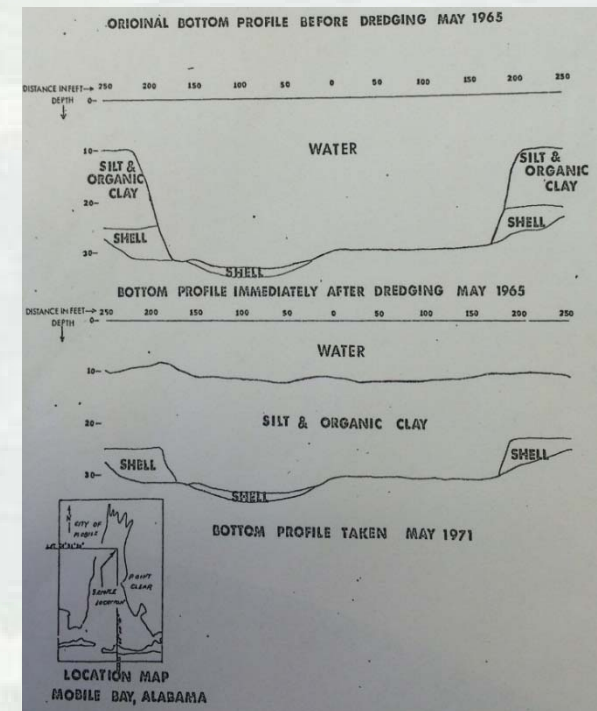 ORIOINAL BOTTOM PROFILE BEFORE DREDGING MAY 1965
DISTANCE IN FEET→ 250 200 150 100 50 0 50 100 150 200 250
DEPTH 0-
WATER
10-
SILT & ORGANIC CLAY
SILT & ORGANIC CLAY
20-
SHELL
SHELL
30-
SHELL
BOTTOM PROFILE IMMEDIATELY AFTER DREDGING MAY 1965
DISTANCE IN FEET→ 250 200 150 100 50 0 50 100 150 200 250
DEPTH 0-
WATER
10-
20-
SILT & ORGANIC CLAY
SHELL
SHELL
30-
SHELL
BOTTOM PROFILE TAKEN MAY 1971
N
CITY OF MOBILE
POINT CLEAR
SAMPLE LOCATION
LOCATION MAP
MOBILE BAY, ALABAMA